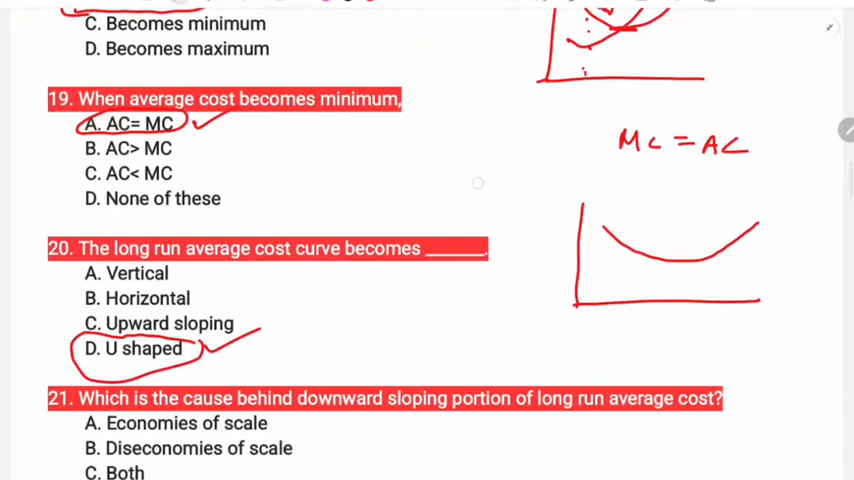 C. Becomes minimum
D. Becomes maximum
19. When average cost becomes minimum,
A. AC= MC
B. AC> MC
C. AC< MC
D. None of these
MC = AC
20. The long run average cost curve becomes ______.
A. Vertical
B. Horizontal
C. Upward sloping
D. U shaped
21. Which is the cause behind downward sloping portion of long run average cost?
A. Economies of scale
B. Diseconomies of scale
C. Both